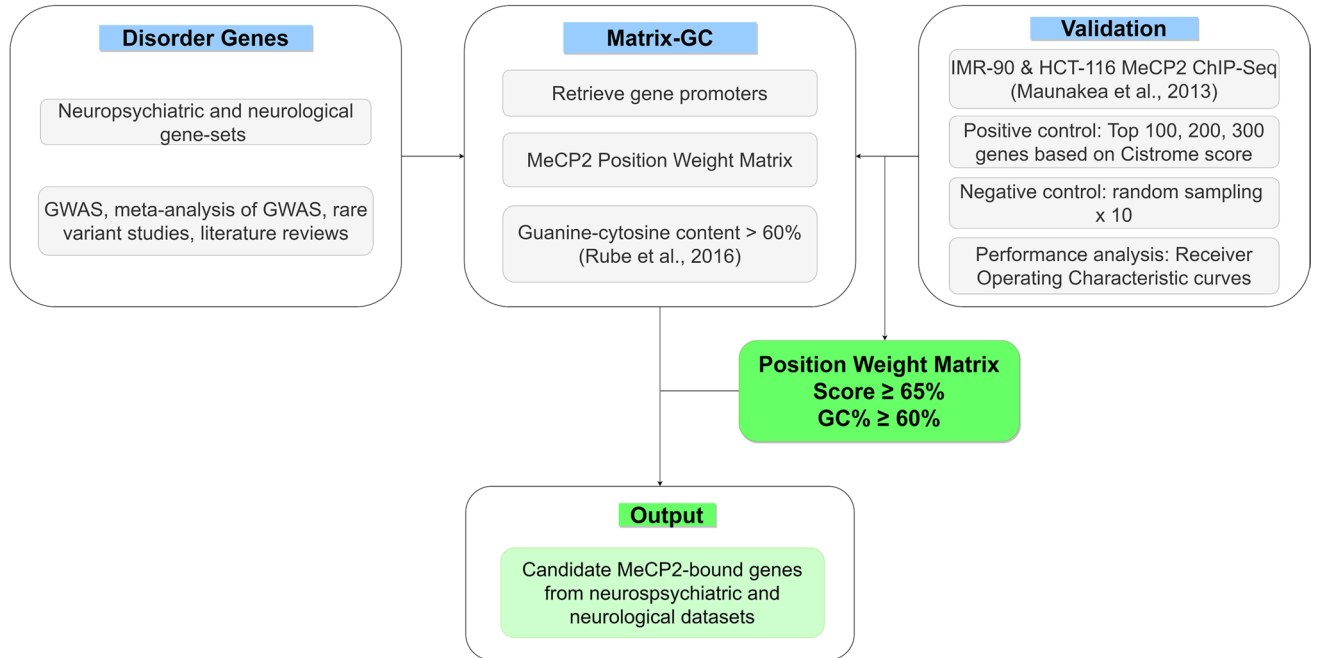 Disorder Genes
Neuropsychiatric and neurological
gene-sets
GWAS, meta-analysis of GWAS, rare
variant studies, literature reviews
Matrix-GC
Retrieve gene promoters
MeCP2 Position Weight Matrix
Guanine-cytosine content > 60%
(Rube et al., 2016)
Validation
IMR-90 & HCT-116 MeCP2 ChIP-Seq
(Maunakea et al., 2013)
Positive control: Top 100, 200, 300
genes based on Cistrome score
Negative control: random sampling
x 10
Performance analysis: Receiver
Operating Characteristic curves
Position Weight Matrix
Score ≥ 65%
GC% ≥ 60%
Output
Candidate MeCP2-bound genes
from neurospsychiatric and
neurological datasets